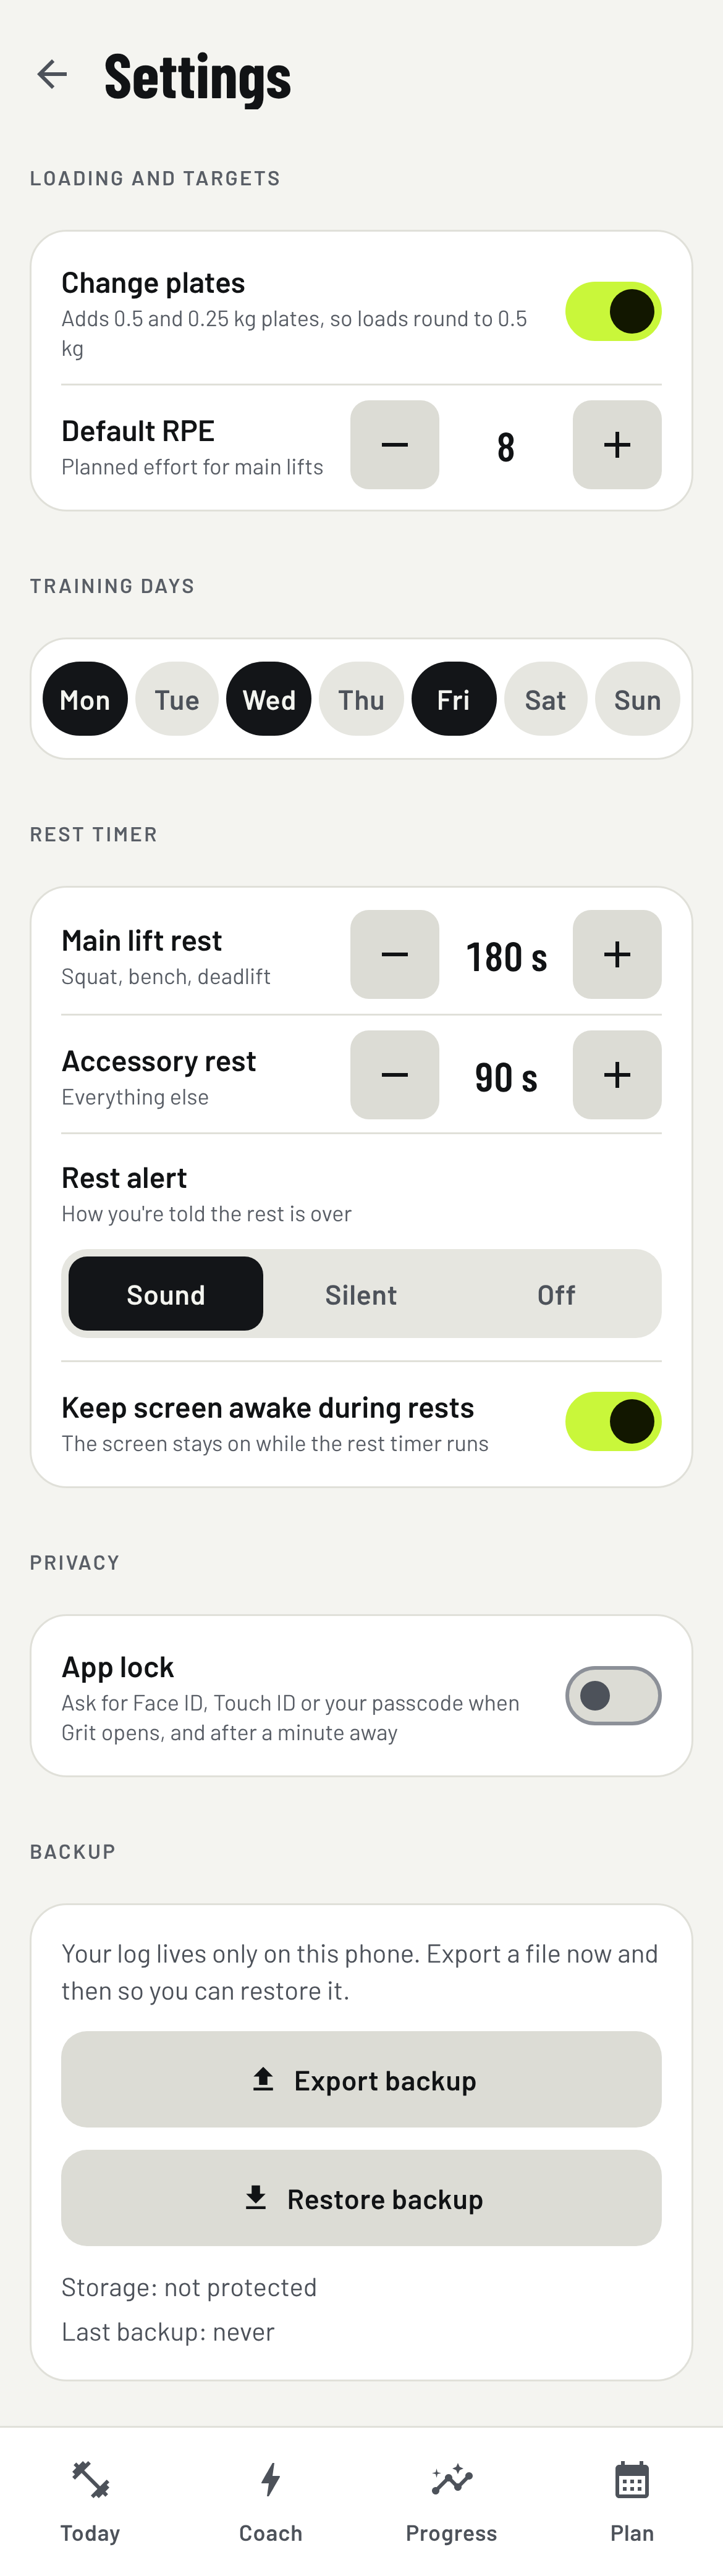 Settings
LOADING AND TARGETS
Change plates
Adds 0.5 and 0.25 kg plates, so loads round to 0.5
kg
Default RPE
Planned effort for main lifts
8
TRAINING DAYS
Mon Tue Wed Thu Fri Sat Sun
REST TIMER
Main lift rest
Squat, bench, deadlift
180 s
Accessory rest
Everything else
90 s
Rest alert
How you're told the rest is over
Sound Silent Off
Keep screen awake during rests
The screen stays on while the rest timer runs
PRIVACY
App lock
Ask for Face ID, Touch ID or your passcode when
Grit opens, and after a minute away
BACKUP
Your log lives only on this phone. Export a file now and
then so you can restore it.
Export backup
Restore backup
Storage: not protected
Last backup: never
Today Coach Progress Plan